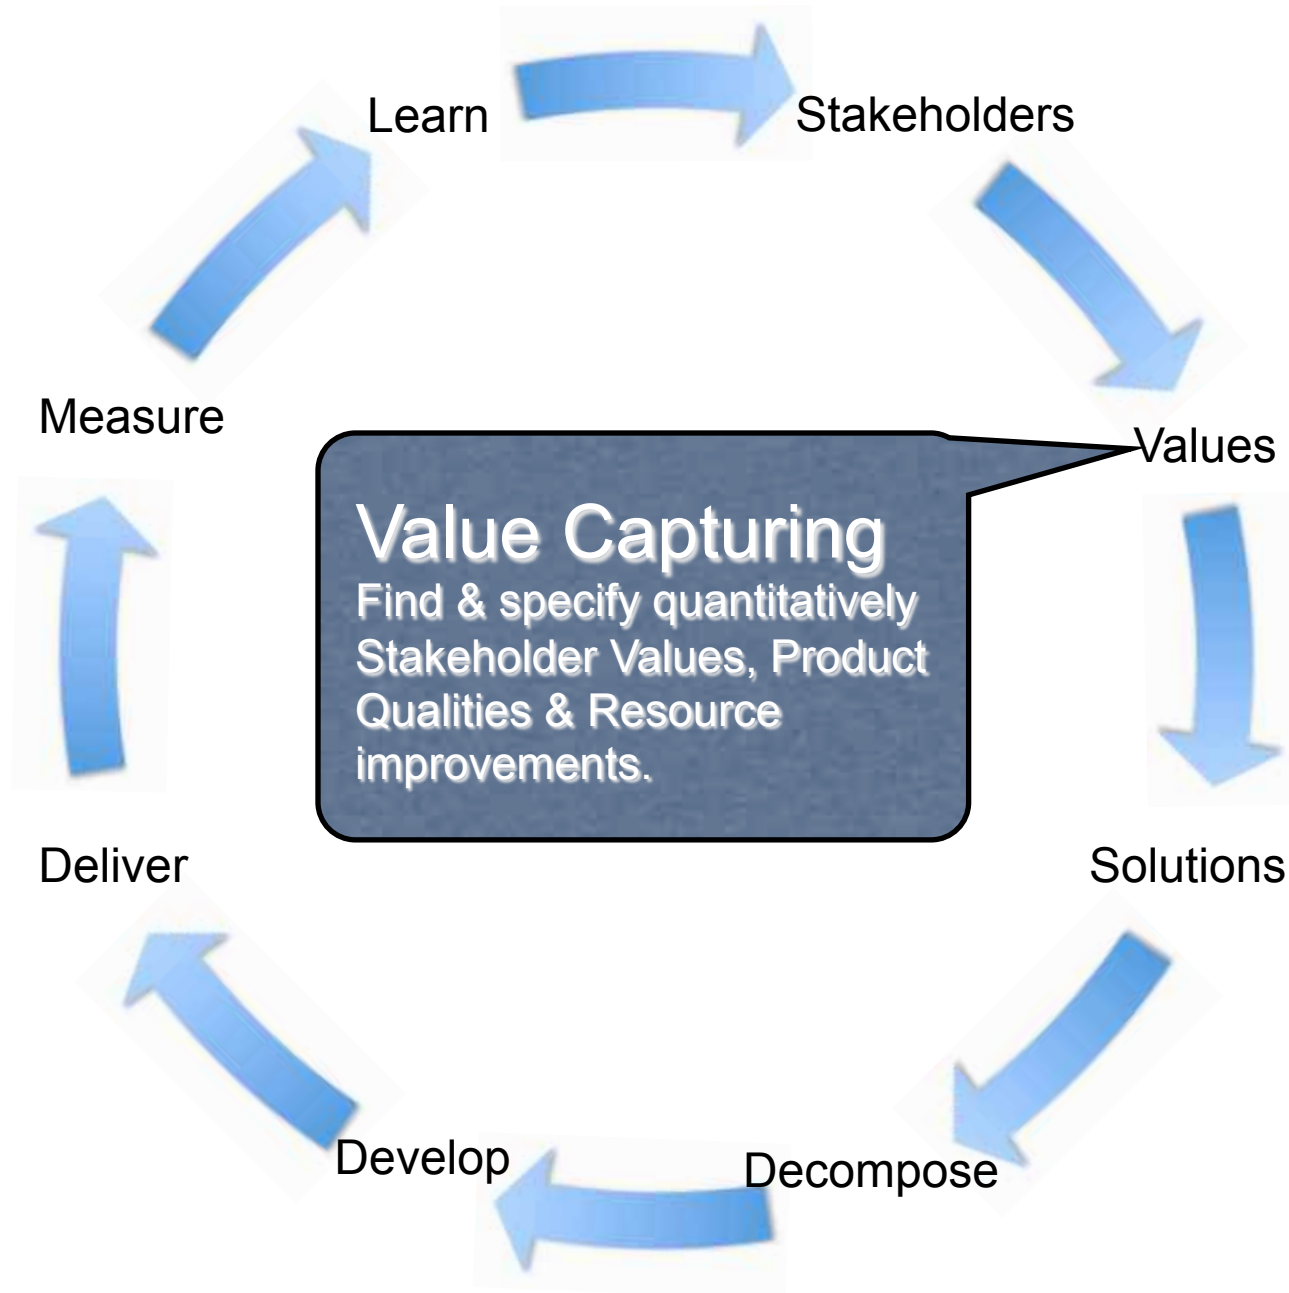 Learn
Stakeholders
Measure
Values
Value Capturing
Find & specify quantitatively
Stakeholder Values, Product
Qualities & Resource
improvements.
Deliver
Solutions
Develop
Decompose